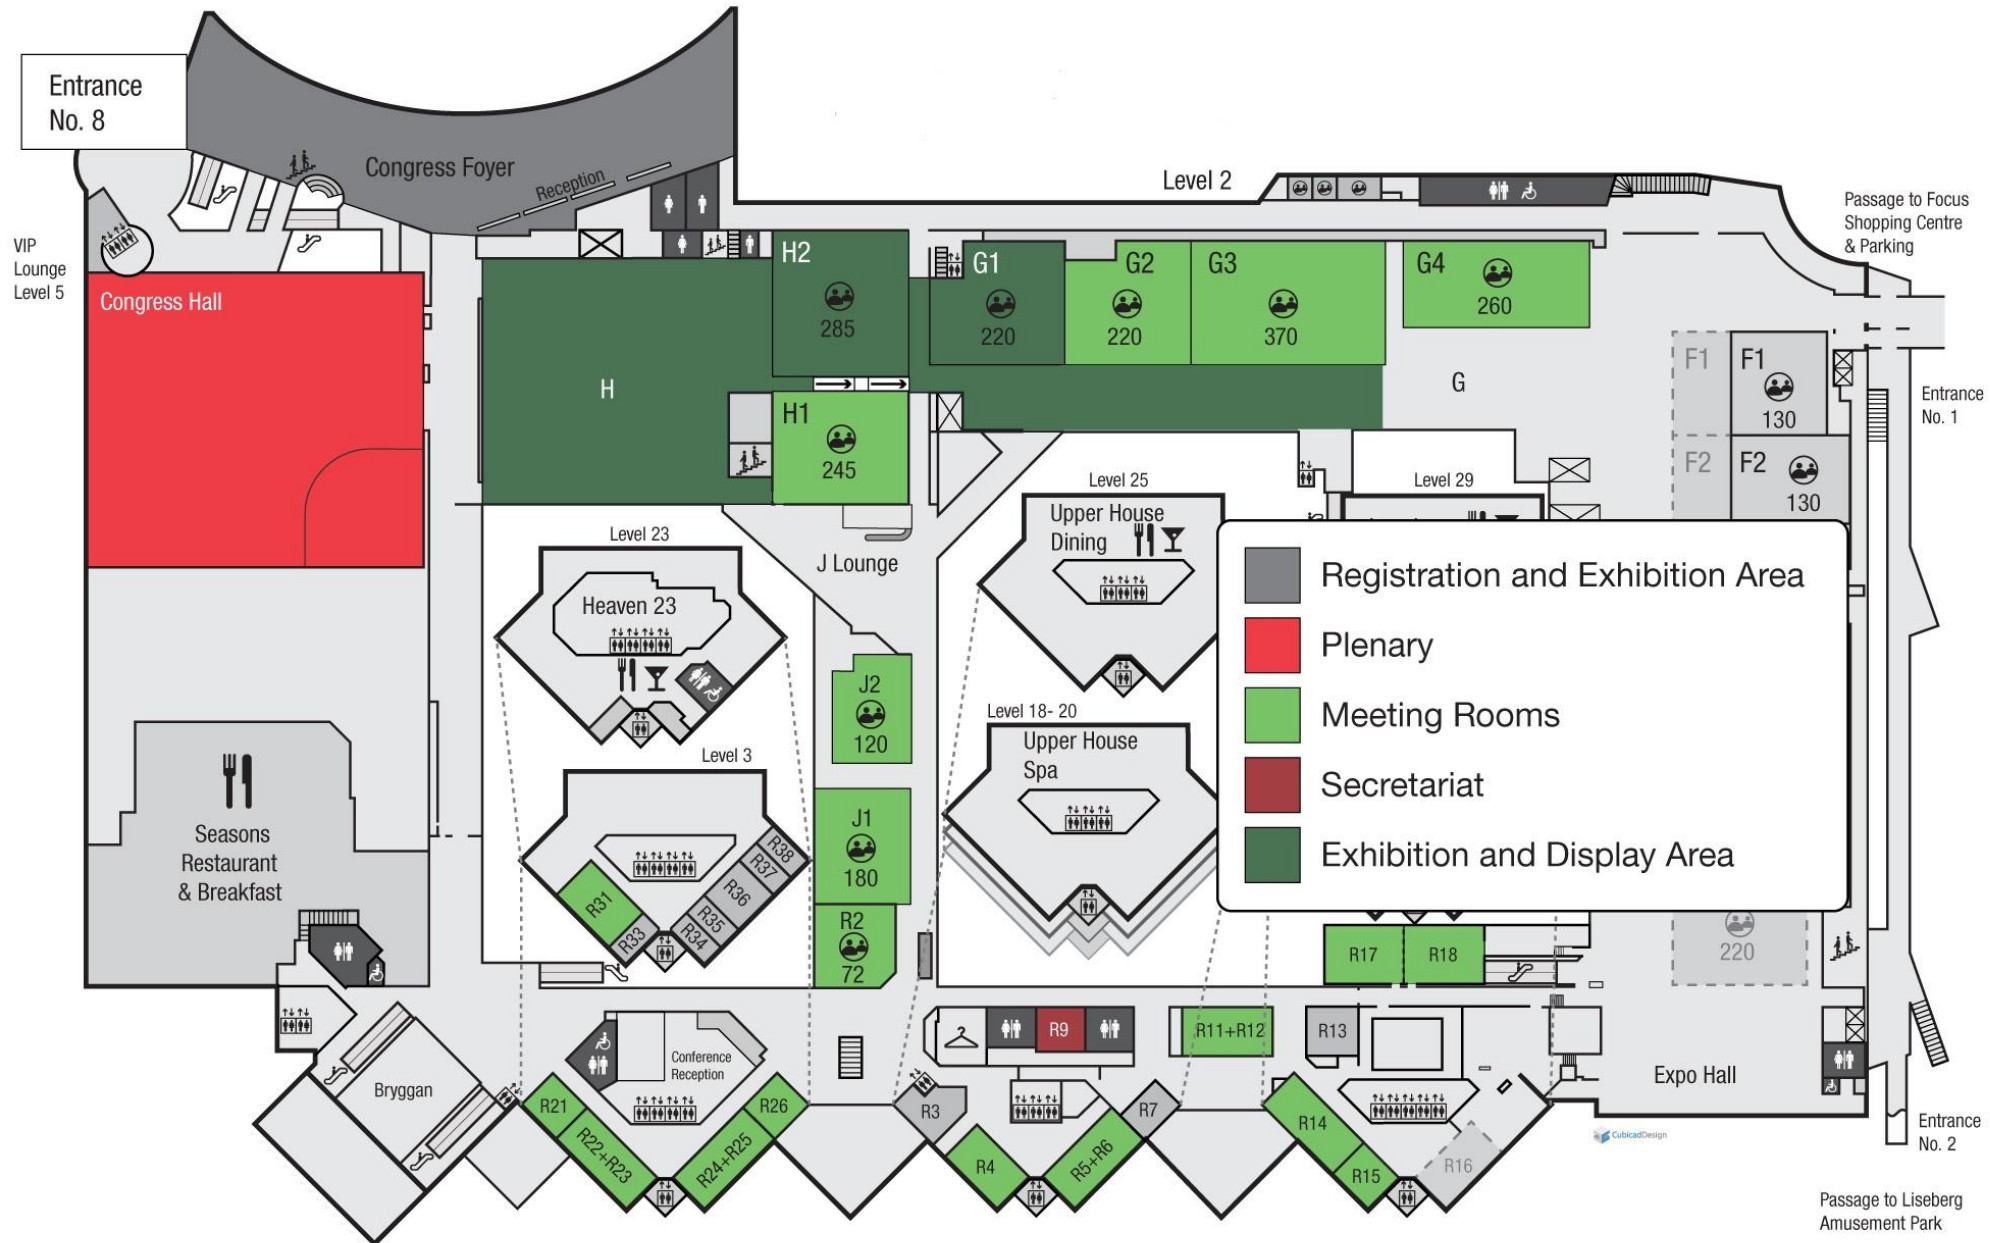 Entrance
No. 8
Congress Foyer
Reception
Level 2
Passage to Focus
Shopping Centre
& Parking
VIP
Lounge
Level 5
Congress Hall
H2
285
G1
220
G2
220
G3
370
G4
260
H
H1
245
G
F1
F1
130
Entrance
No. 1
F2
F2
130
Level 25
Upper House
Dining
Level 29
Level 23
Heaven 23
J Lounge
Registration and Exhibition Area
Plenary
Meeting Rooms
Secretariat
Exhibition and Display Area
J2
120
Level 18- 20
Upper House
Spa
Level 3
Seasons
Restaurant
& Breakfast
J1
180
R38
R37
R36
R35
R34
R31
R33
R2
72
R17
R18
220
R9
R11+R12
R13
Conference
Reception
Bryggan
Expo Hall
R21
R22+R23
R24+R25
R26
R3
R4
R5+R6
R7
R14
R15
R16
CubicadDesign
Entrance
No. 2
Passage to Liseberg
Amusement Park